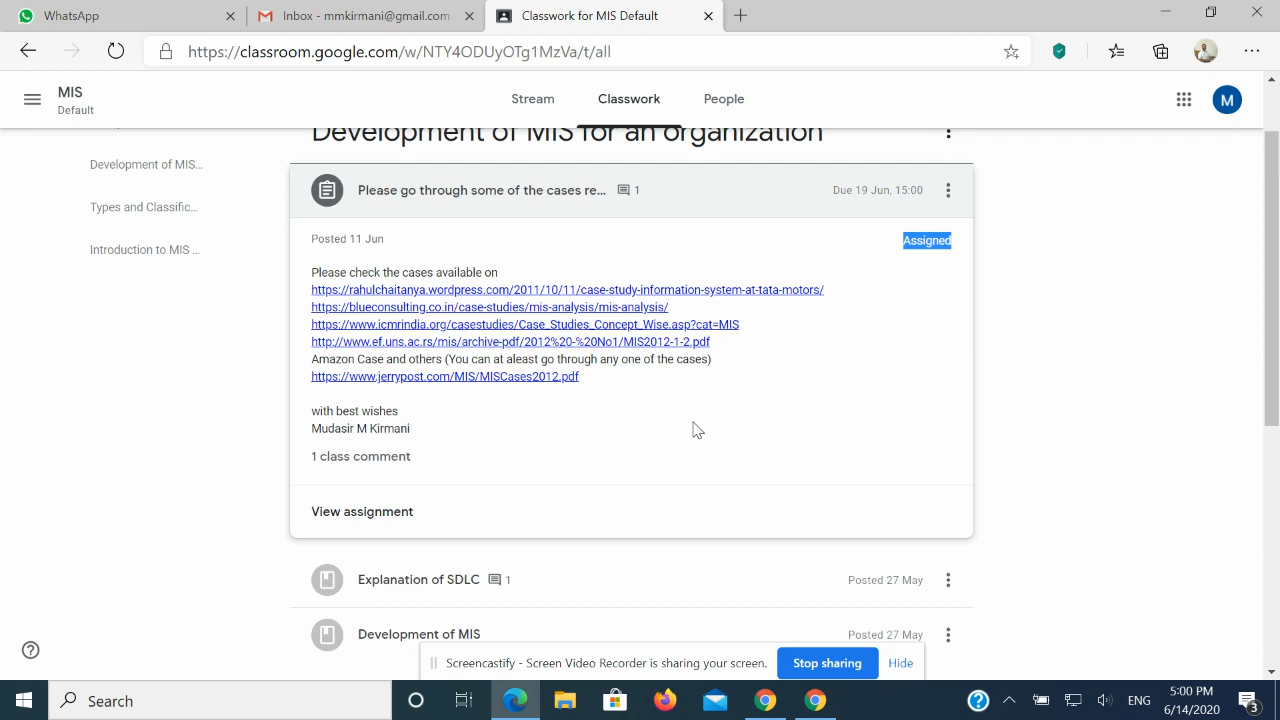 WhatsApp
Inbox - mmkirmani@gmail.com
Classwork for MIS Default
https://classroom.google.com/w/NTY4ODUyOTg1MzVa/t/all
MIS
Default
Stream
Classwork
People
M
Development of MIS for an organization
Development of MIS...
Types and Classific...
Introduction to MIS ...
Please go through some of the cases re...
1
Due 19 Jun, 15:00
Posted 11 Jun
Assigned
Please check the cases available on
https://rahulchaitanya.wordpress.com/2011/10/11/case-study-information-system-at-tata-motors/
https://blueconsulting.co.in/case-studies/mis-analysis/mis-analysis/
https://www.icmrindia.org/casestudies/Case_Studies_Concept_Wise.asp?cat=MIS
http://www.ef.uns.ac.rs/mis/archive-pdf/2012%20-%20No1/MIS2012-1-2.pdf
Amazon Case and others (You can at aleast go through any one of the cases)
https://www.jerrypost.com/MIS/MISCases2012.pdf
with best wishes
Mudasir M Kirmani
1 class comment
View assignment
Explanation of SDLC
1
Posted 27 May
Development of MIS
Posted 27 May
Screencastify - Screen Video Recorder is sharing your screen.
Stop sharing
Hide
Search
ENG
5:00 PM
6/14/2020
3